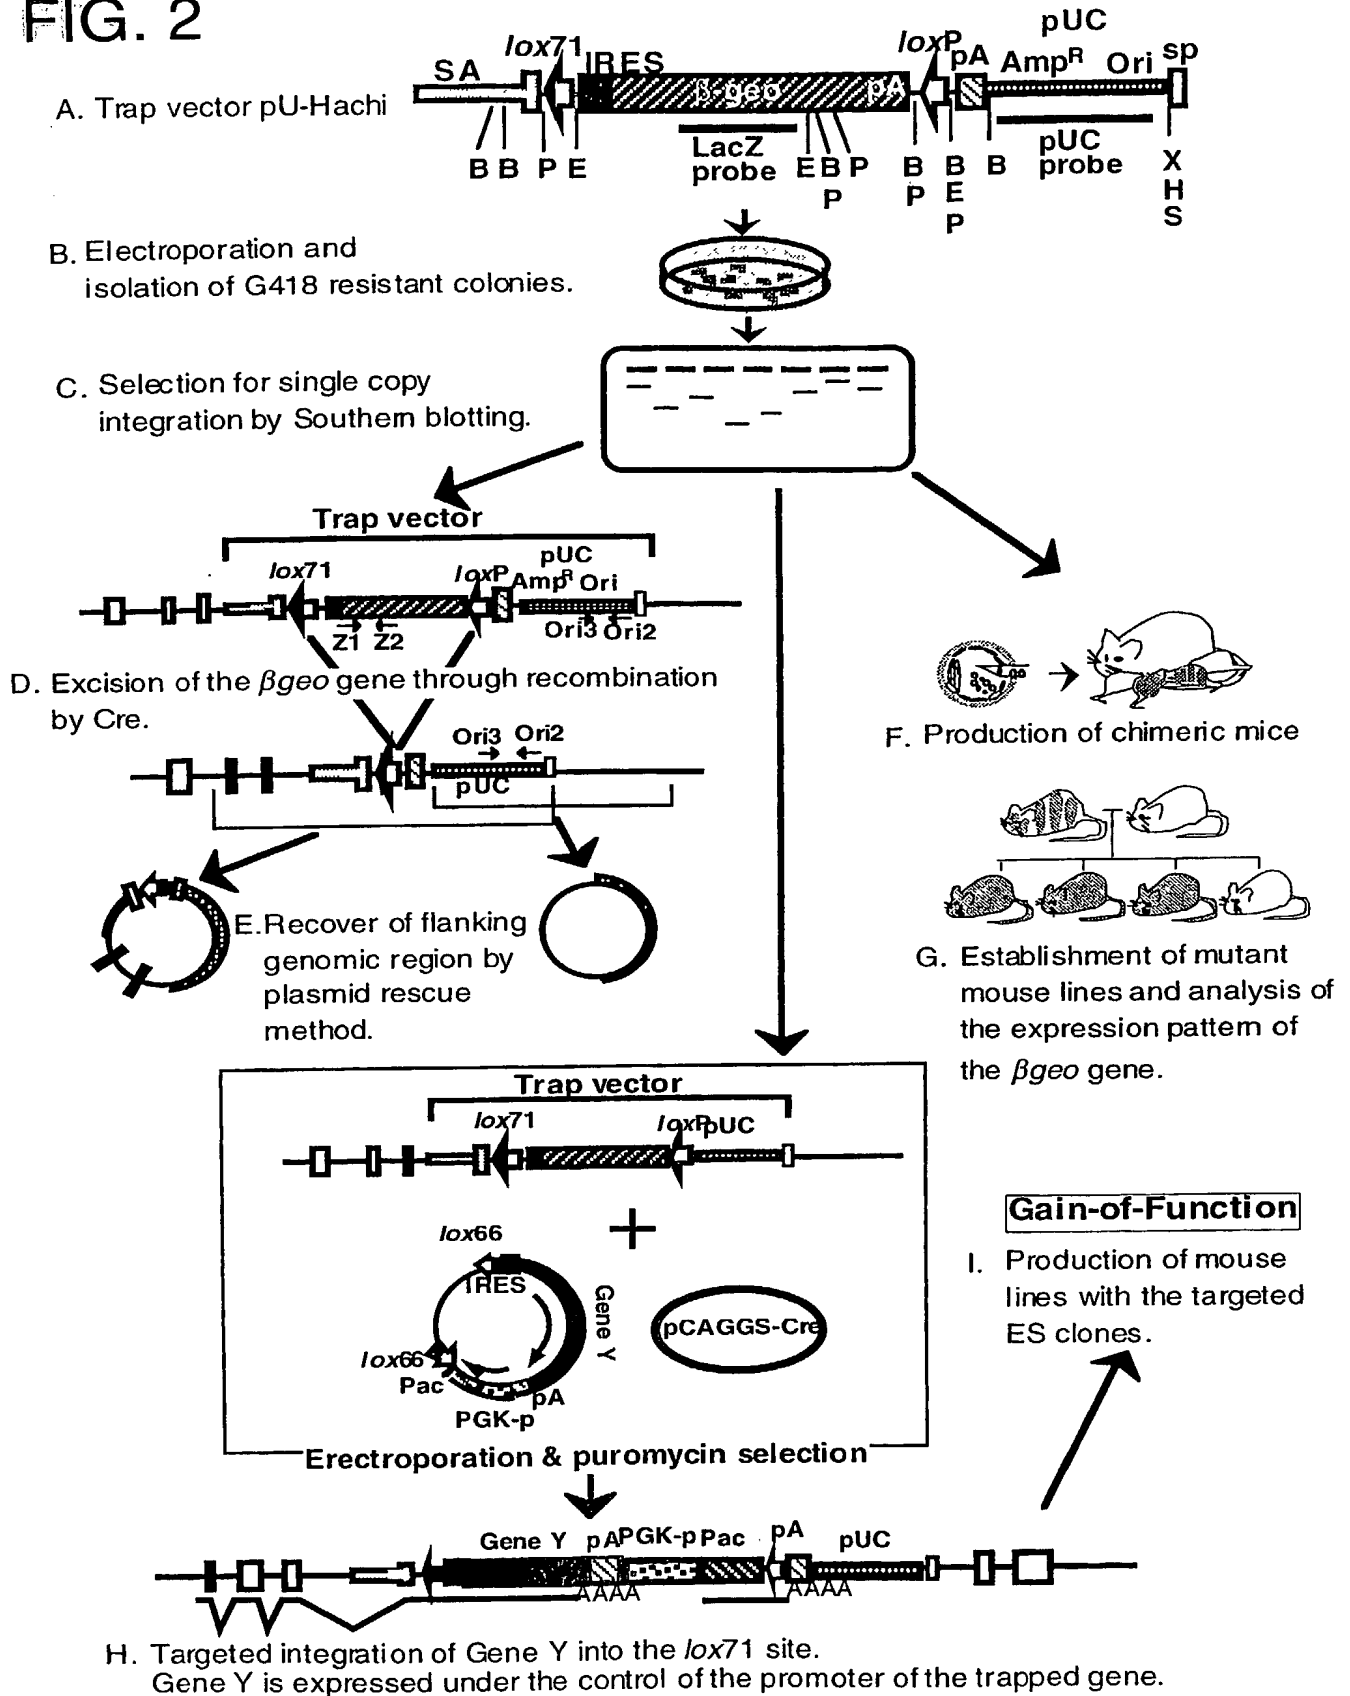 FIG. 2
A. Trap vector pU-Hachi
SA
lox71
IRES
β-geo
pA
loxP
pA
pUC
AmpR Ori
sp
B B P E
LacZ
probe
E B P
P
B
P
B
E
P
B
pUC
probe
X
H
S
B. Electroporation and
isolation of G418 resistant colonies.
C. Selection for single copy
integration by Southern blotting.
Trap vector
lox71
loxP
pUC
AmpR Ori
Z1 Z2
Ori3 Ori2
D. Excision of the βgeo gene through recombination
by Cre.
Ori3 Ori2
pUC
E. Recover of flanking
genomic region by
plasmid rescue
method.
F. Production of chimeric mice
G. Establishment of mutant
mouse lines and analysis of
the expression pattern of
the βgeo gene.
Trap vector
lox71
loxP
pUC
+
lox66
IRES
Gene Y
lox66
Pac
PGK-p
pA
pCAGGS-Cre
Erectroporation & puromycin selection
Gain-of-Function
I. Production of mouse
lines with the targeted
ES clones.
Gene Y pA PGK-p Pac pA pUC
AAAA
AAAA
H. Targeted integration of Gene Y into the lox71 site.
Gene Y is expressed under the control of the promoter of the trapped gene.